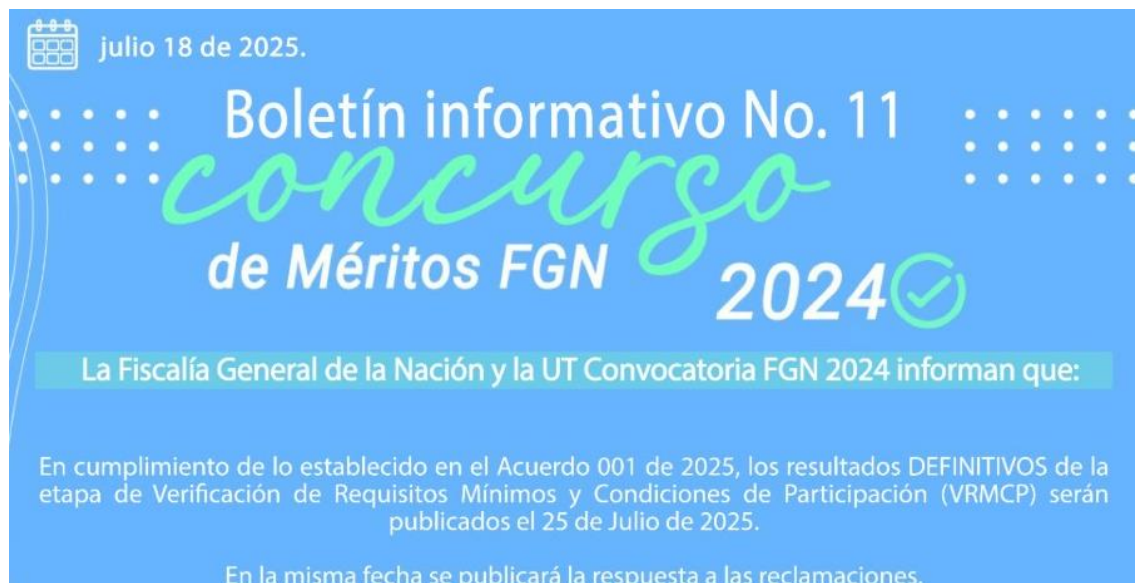 julio 18 de 2025.
Boletín informativo No. 11
concurso
de Méritos FGN
2024
La Fiscalía General de la Nación y la UT Convocatoria FGN 2024 informan que:
En cumplimiento de lo establecido en el Acuerdo 001 de 2025, los resultados DEFINITIVOS de la
etapa de Verificación de Requisitos Mínimos y Condiciones de Participación (VRMCP) serán
publicados el 25 de Julio de 2025.
En la misma fecha se publicará la respuesta a las reclamaciones.